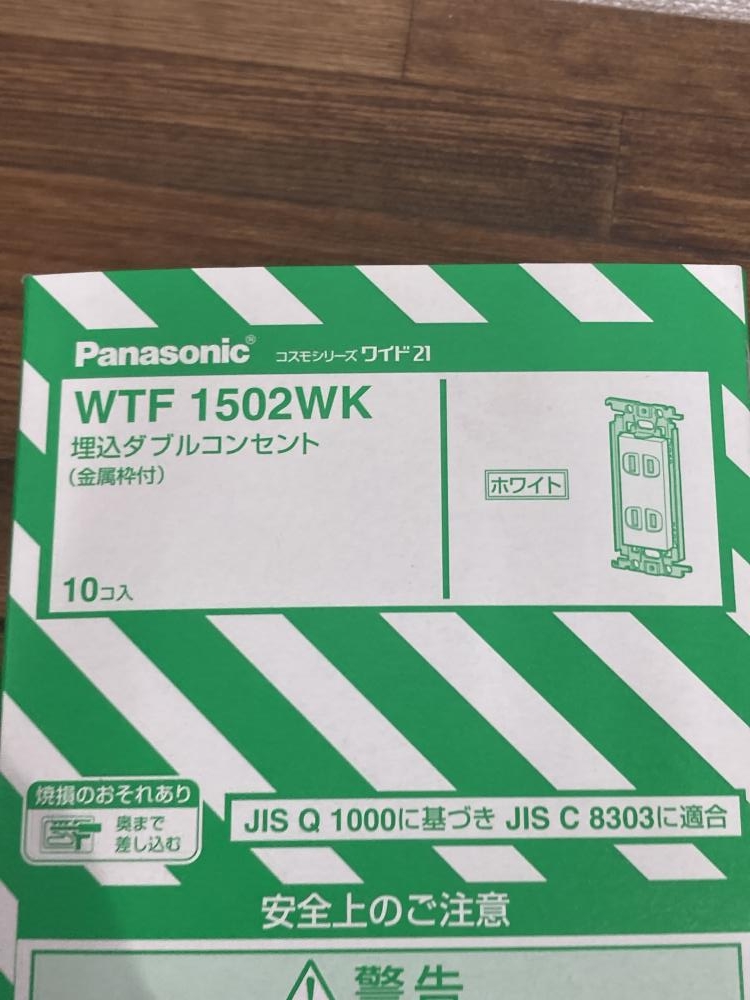 Panasonic® コスモシリーズ ワイド21
WTF 1502WK
埋込ダブルコンセント
(金属枠付)
ホワイト
10コ入
焼損のおそれあり
奥まで
差し込む
JIS Q 1000に基づき JIS C 8303に適合
安全上のご注意
警告